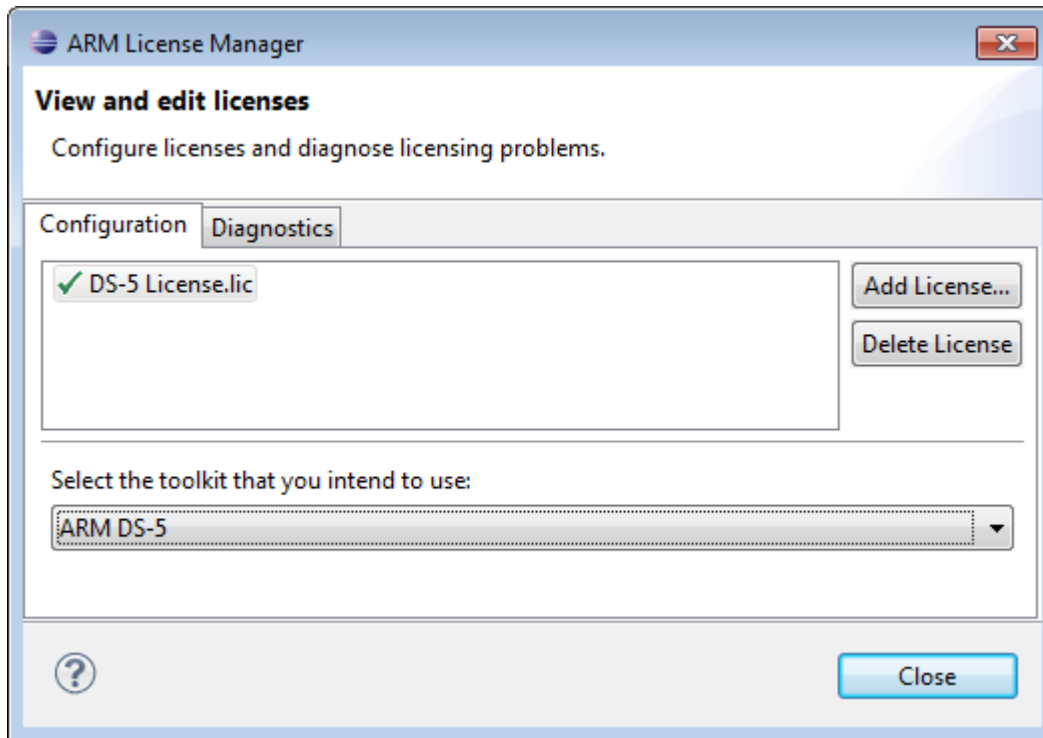 ARM License Manager
View and edit licenses
Configure licenses and diagnose licensing problems.
Configuration
Diagnostics
DS-5 License.lic
Add License...
Delete License
Select the toolkit that you intend to use:
ARM DS-5
?
Close